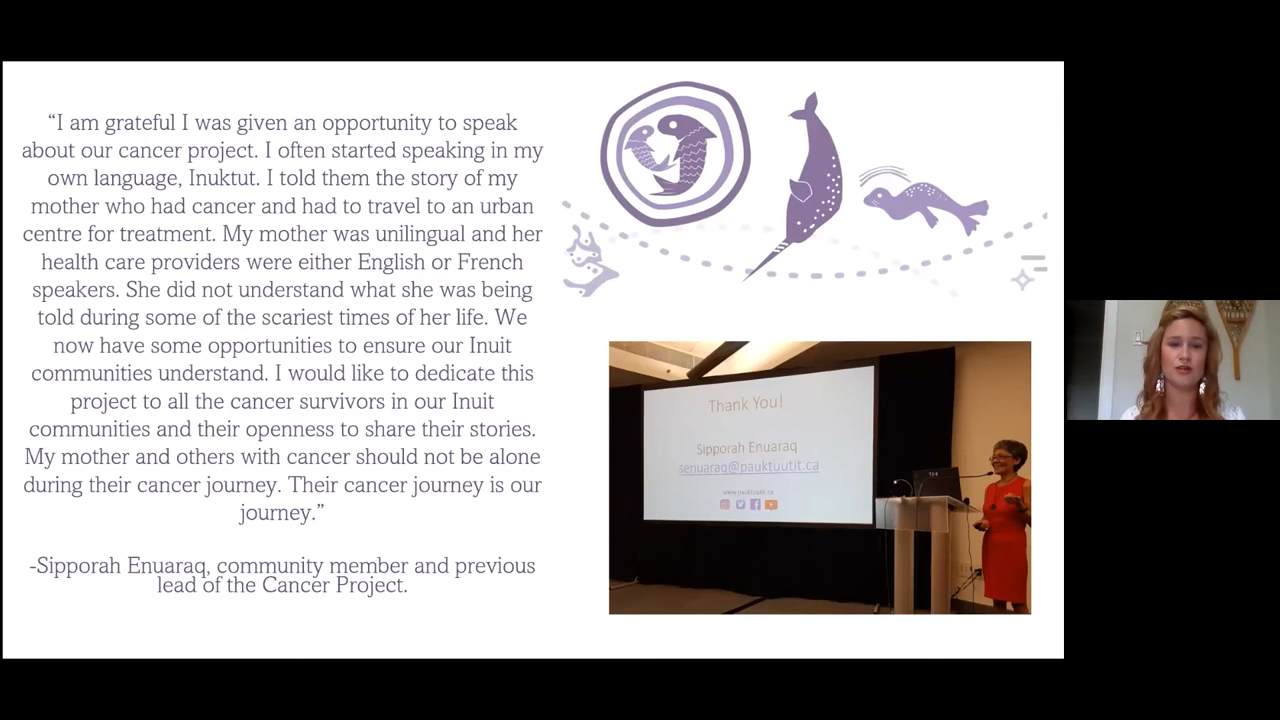 “I am grateful I was given an opportunity to speak
about our cancer project. I often started speaking in my
own language, Inuktut. I told them the story of my
mother who had cancer and had to travel to an urban
centre for treatment. My mother was unilingual and her
health care providers were either English or French
speakers. She did not understand what she was being
told during some of the scariest times of her life. We
now have some opportunities to ensure our Inuit
communities understand. I would like to dedicate this
project to all the cancer survivors in our Inuit
communities and their openness to share their stories.
My mother and others with cancer should not be alone
during their cancer journey. Their cancer journey is our
journey.”
-Sipporah Enuaraq, community member and previous
lead of the Cancer Project.
Thank You!
Sipporah Enuaraq
senuaraq@pauktuutit.ca
www.pauktuutit.ca